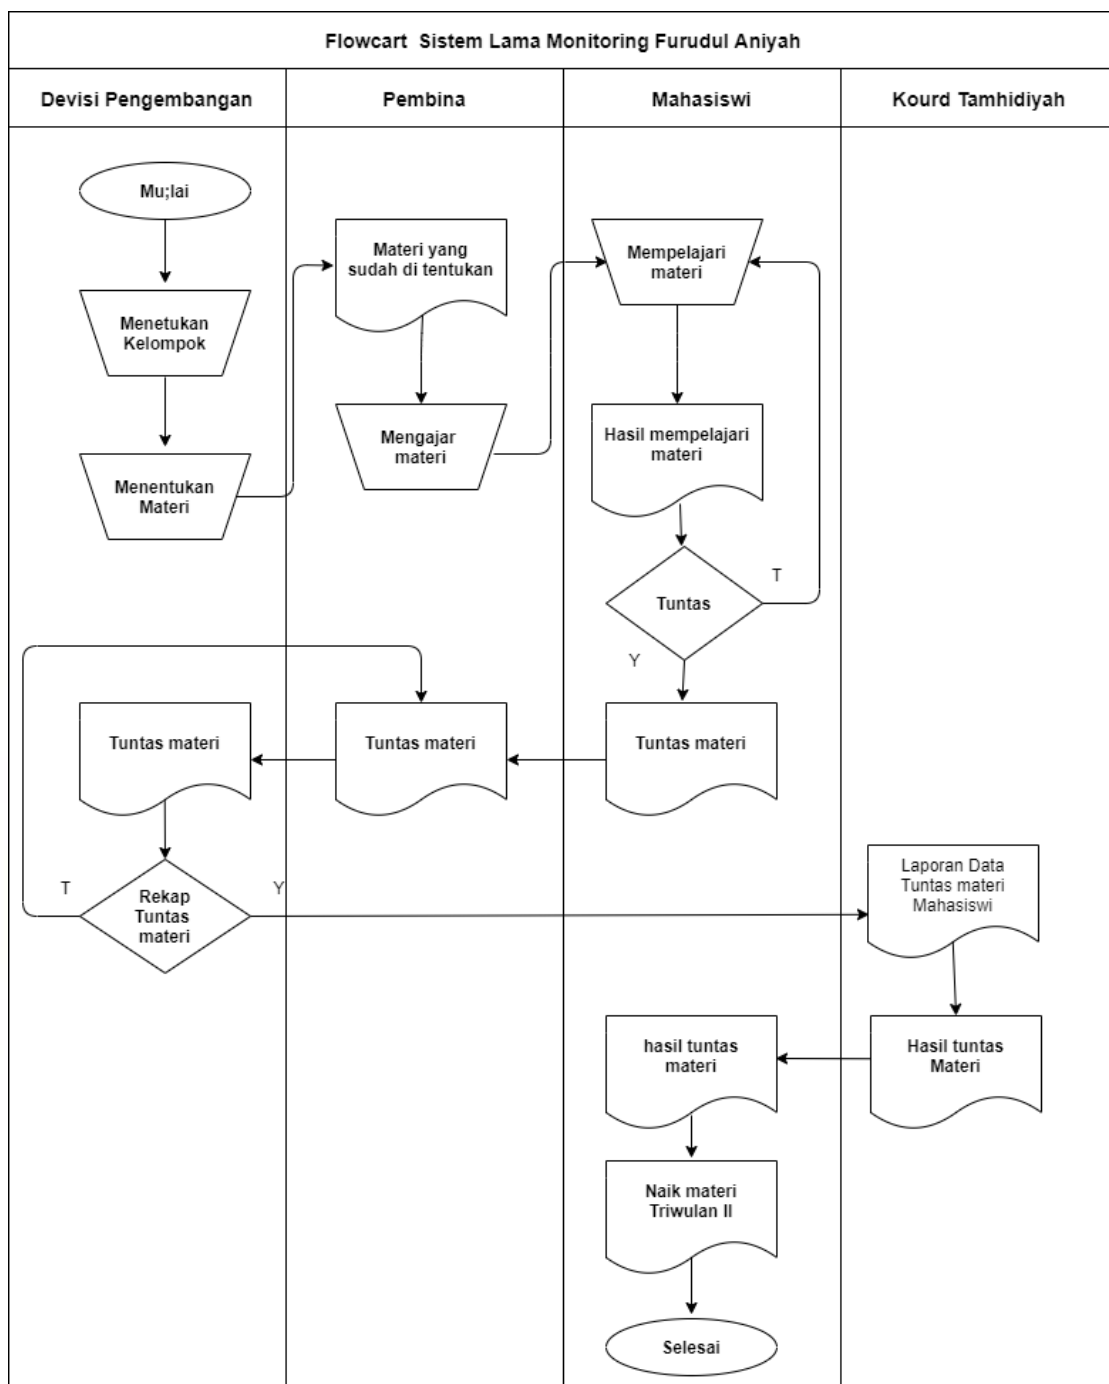 Flowcart  Sistem Lama Monitoring Furudul Aniyah
Devisi Pengembangan
Pembina
Mahasiswi
Kourd Tamhidiyah
Mu;lai
Menetukan
Kelompok
Menentukan
Materi
Materi yang
sudah di tentukan
Mengajar
materi
Mempelajari
materi
Hasil mempelajari
materi
Tuntas
T
Y
Tuntas materi
Tuntas materi
Tuntas materi
Rekap
Tuntas
materi
T
Y
Laporan Data
Tuntas materi
Mahasiswi
Hasil tuntas
Materi
hasil tuntas
materi
Naik materi
Triwulan II
Selesai